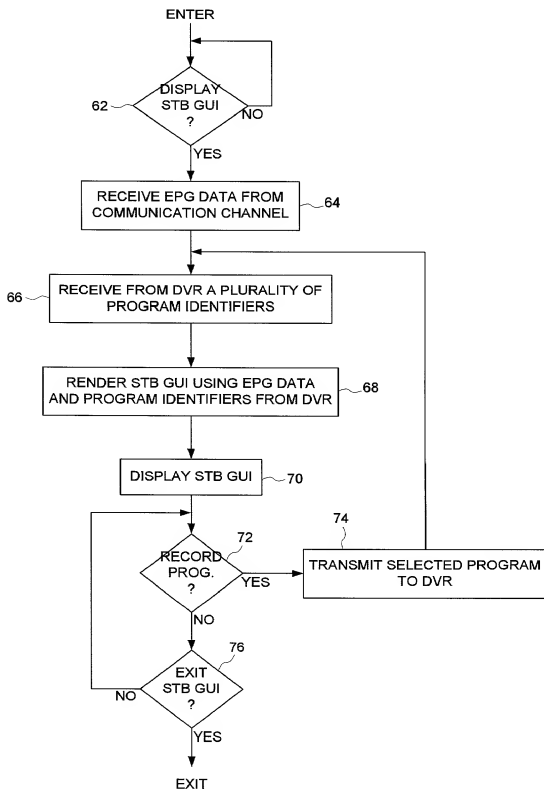 ENTER
DISPLAY
STB GUI
?
62
NO
YES
RECEIVE EPG DATA FROM
COMMUNICATION CHANNEL
64
RECEIVE FROM DVR A PLURALITY OF
PROGRAM IDENTIFIERS
66
RENDER STB GUI USING EPG DATA
AND PROGRAM IDENTIFIERS FROM DVR
68
DISPLAY STB GUI
70
RECORD
PROG.
?
72
YES
NO
74
TRANSMIT SELECTED PROGRAM
TO DVR
EXIT
STB GUI
?
76
NO
YES
EXIT